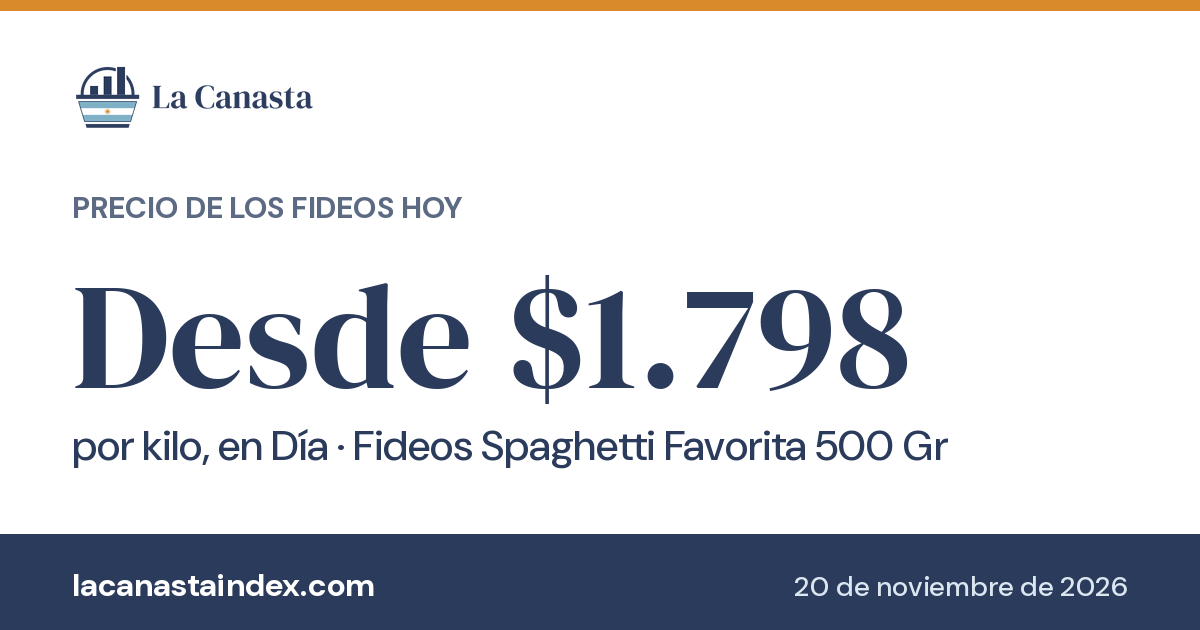 La Canasta
PRECIO DE LOS FIDEOS HOY
Desde $1.798
por kilo, en Día · Fideos Spaghetti Favorita 500 Gr
lacanastaindex.com
20 de noviembre de 2026